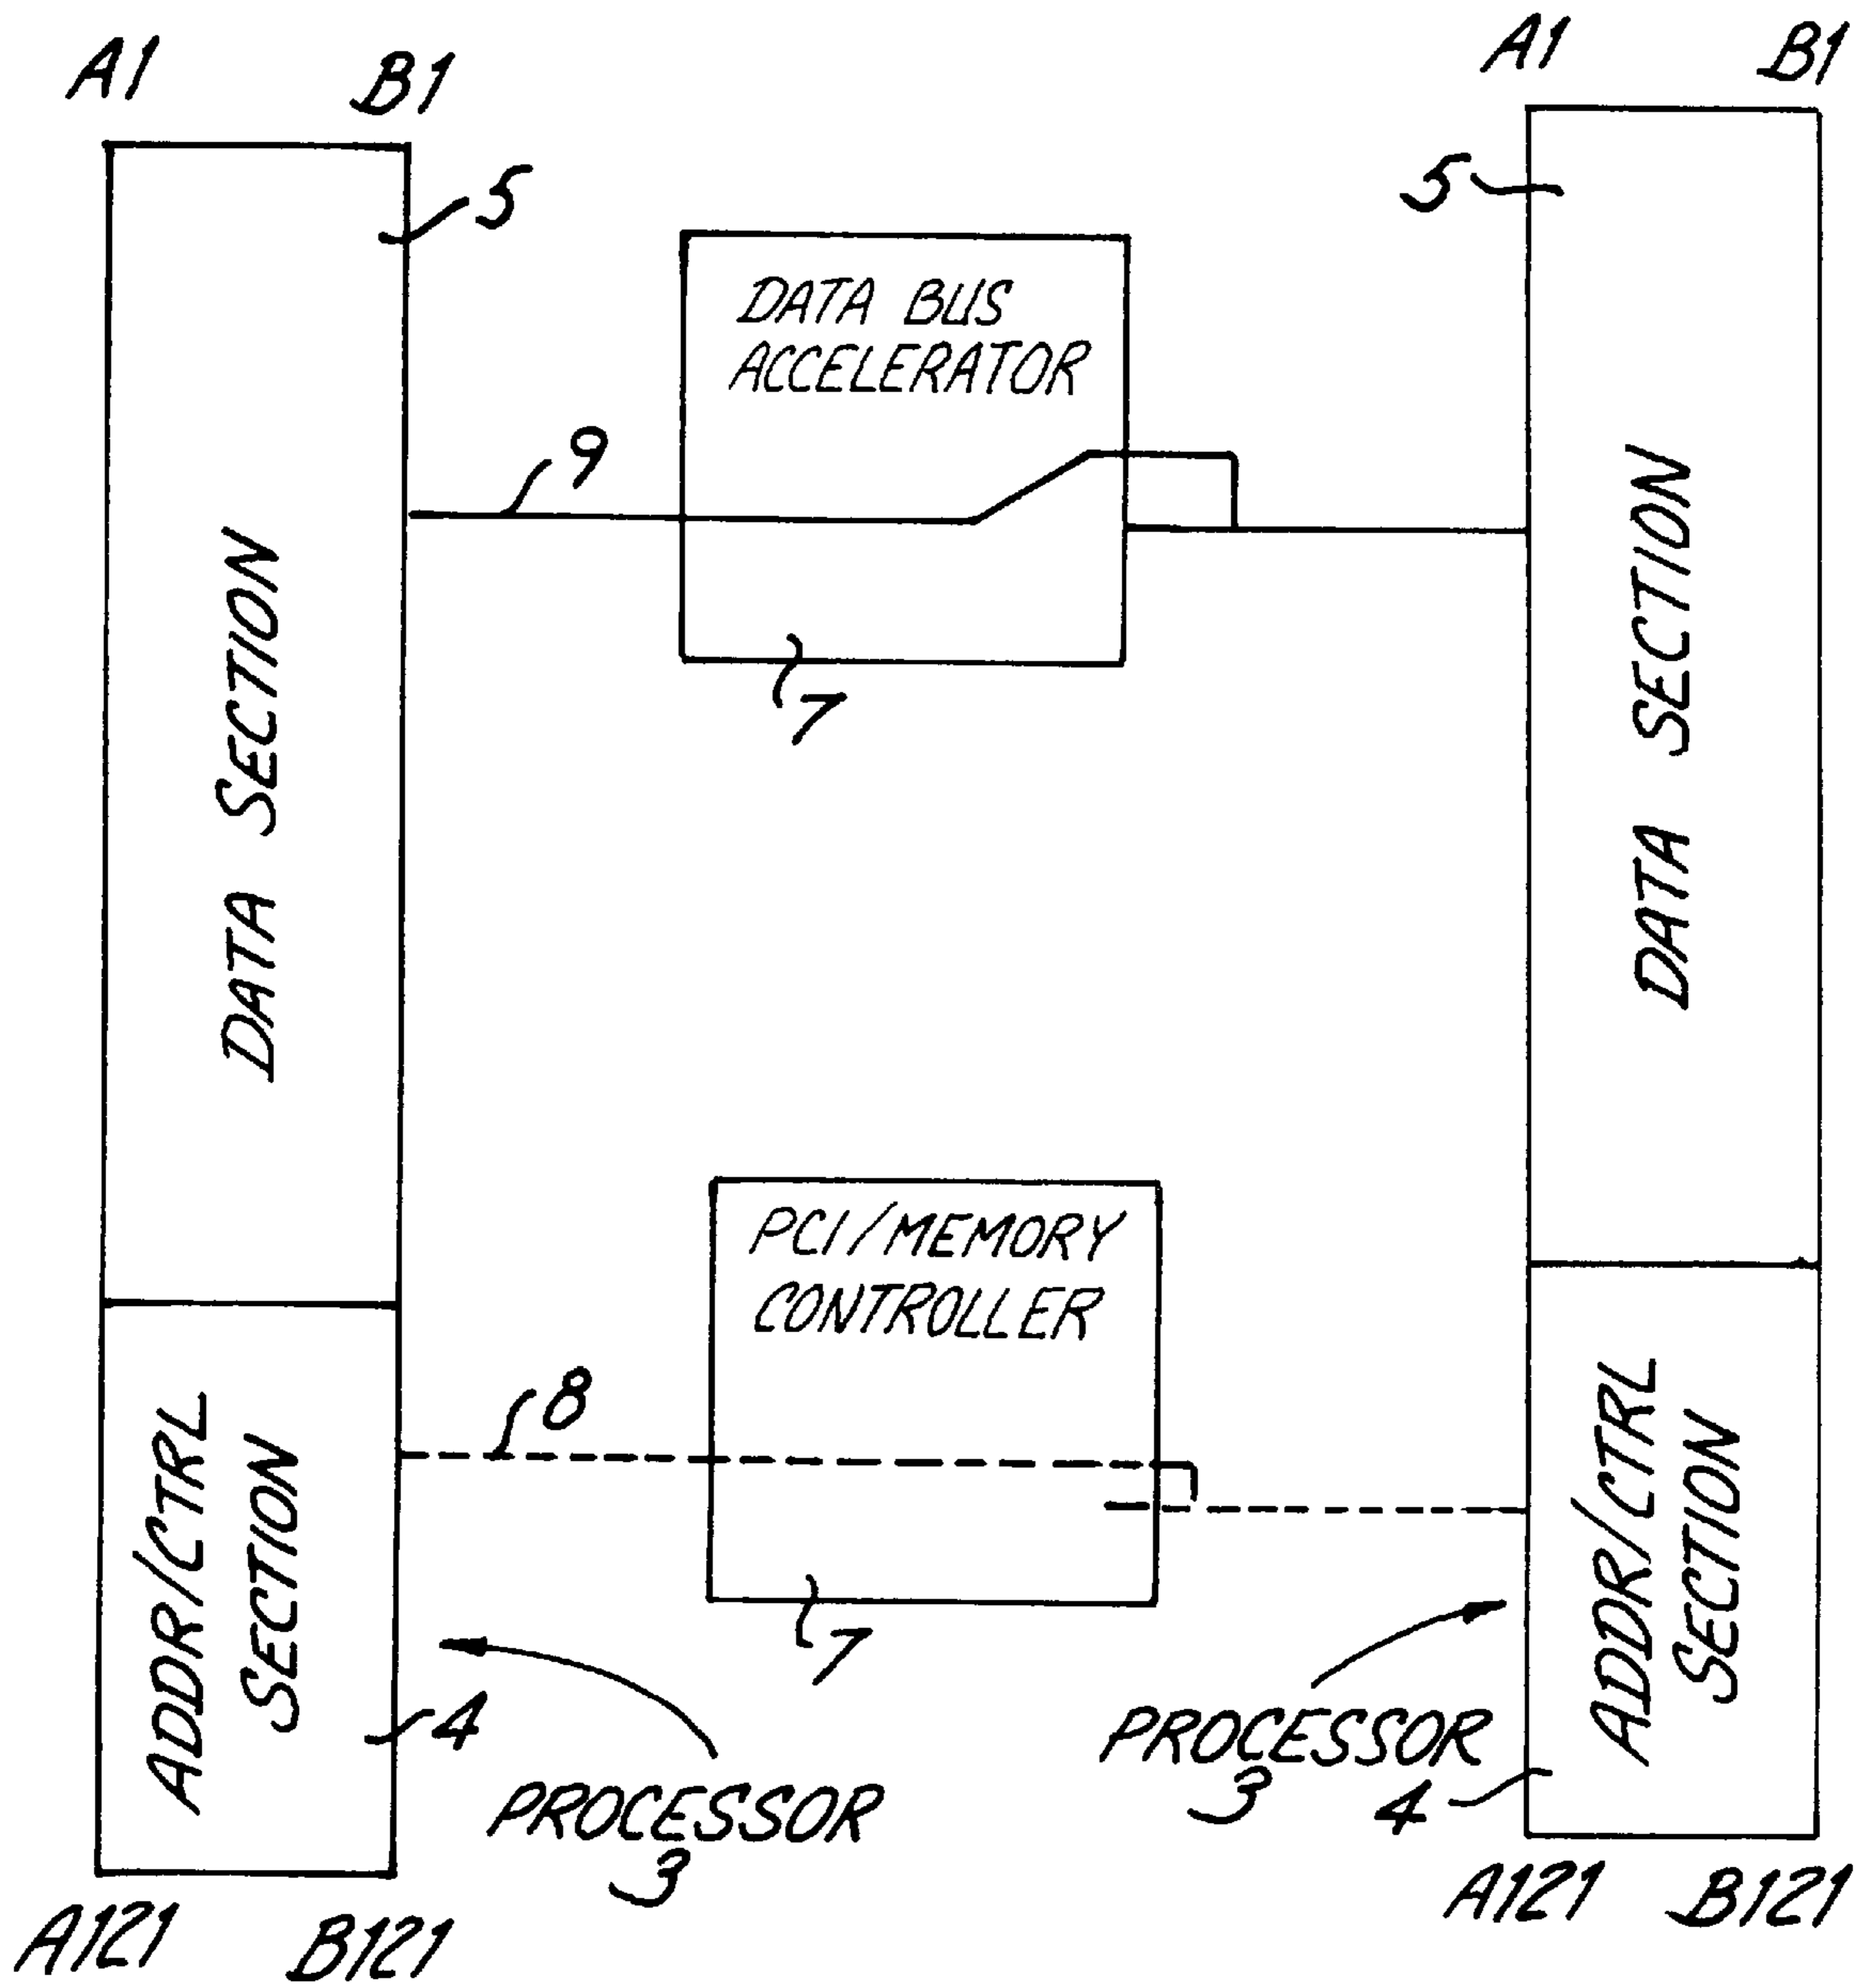 A1 B1
A1 B1
5
5
DATA BUS
ACCELERATOR
9
7
DATA SECTION
DATA SECTION
PCI/MEMORY
CONTROLLER
8
7
ADDR/CTRL
SECTION
ADDR/CTRL
SECTION
4
PROCESSOR
3
PROCESSOR
3
4
A121 B121
A121 B121